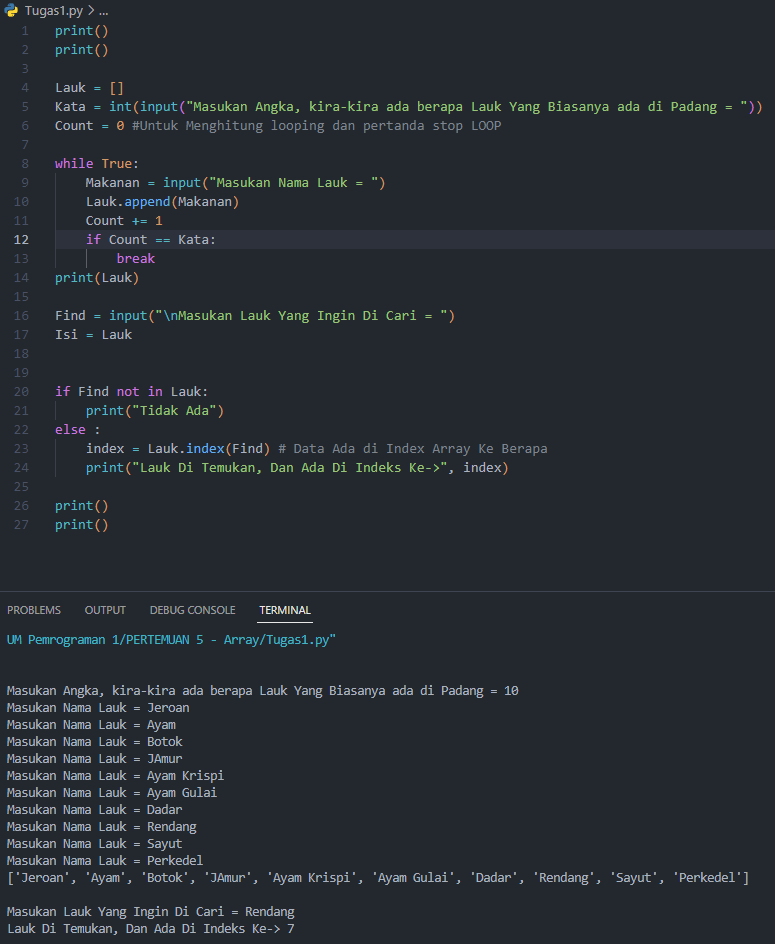 Tugas1.py > ...
1 print()
2 print()
3
4 Lauk = []
5 Kata = int(input("Masukan Angka, kira-kira ada berapa Lauk Yang Biasanya ada di Padang = "))
6 Count = 0 #Untuk Menghitung looping dan pertanda stop LOOP
7
8 while True:
9     Makanan = input("Masukan Nama Lauk = ")
10     Lauk.append(Makanan)
11     Count += 1
12     if Count == Kata:
13         break
14 print(Lauk)
15
16 Find = input("\nMasukan Lauk Yang Ingin Di Cari = ")
17 Isi = Lauk
18
19
20 if Find not in Lauk:
21     print("Tidak Ada")
22 else :
23     index = Lauk.index(Find) # Data Ada di Index Array Ke Berapa
24     print("Lauk Di Temukan, Dan Ada Di Indeks Ke->", index)
25
26 print()
27 print()
PROBLEMS OUTPUT DEBUG CONSOLE TERMINAL
UM Pemrograman 1/PERTEMUAN 5 - Array/Tugas1.py"
Masukan Angka, kira-kira ada berapa Lauk Yang Biasanya ada di Padang = 10
Masukan Nama Lauk = Jeroan
Masukan Nama Lauk = Ayam
Masukan Nama Lauk = Botok
Masukan Nama Lauk = JAmur
Masukan Nama Lauk = Ayam Krispi
Masukan Nama Lauk = Ayam Gulai
Masukan Nama Lauk = Dadar
Masukan Nama Lauk = Rendang
Masukan Nama Lauk = Sayut
Masukan Nama Lauk = Perkedel
['Jeroan', 'Ayam', 'Botok', 'JAmur', 'Ayam Krispi', 'Ayam Gulai', 'Dadar', 'Rendang', 'Sayut', 'Perkedel']
Masukan Lauk Yang Ingin Di Cari = Rendang
Lauk Di Temukan, Dan Ada Di Indeks Ke-> 7